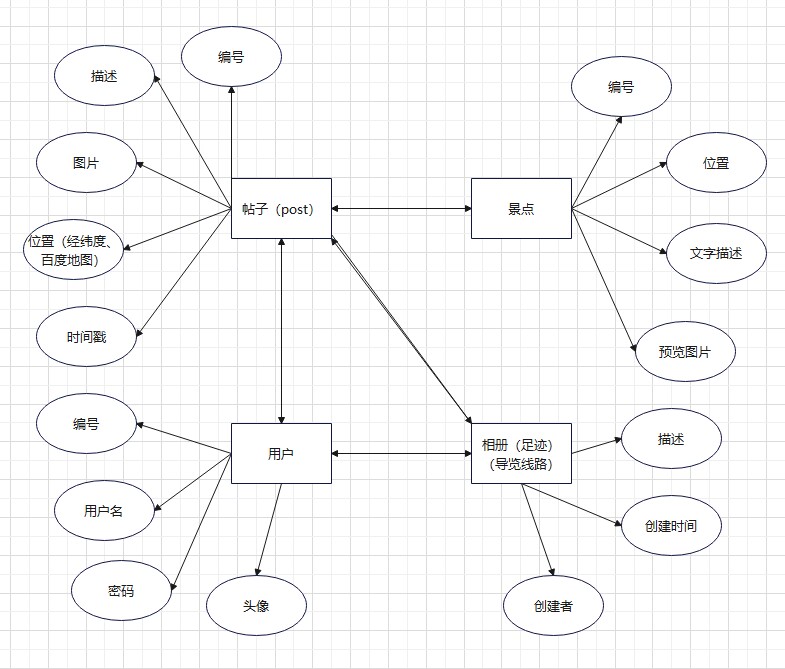 编号
描述
编号
图片
位置
帖子（post）
景点
位置（经纬度、
百度地图）
文字描述
时间戳
预览图片
编号
描述
用户
相册（足迹）
（导览线路）
用户名
创建时间
密码
头像
创建者